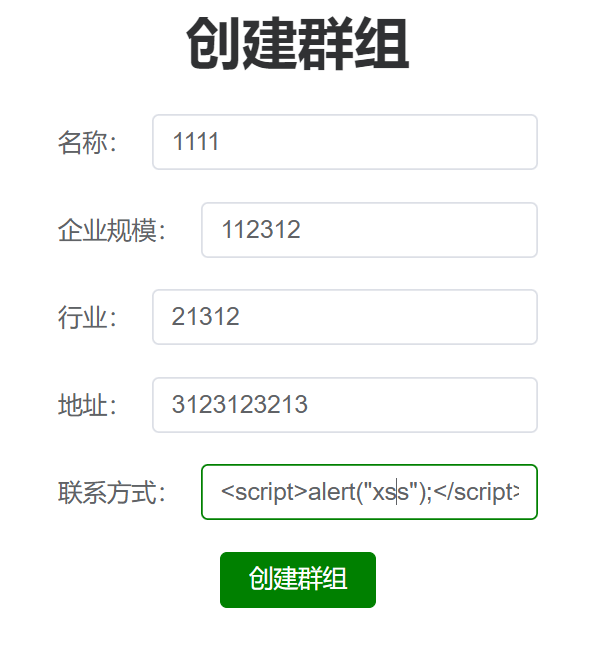 创建群组
名称： 1111
企业规模： 112312
行业： 21312
地址： 3123123213
联系方式： <script>alert("xss");</script>
创建群组